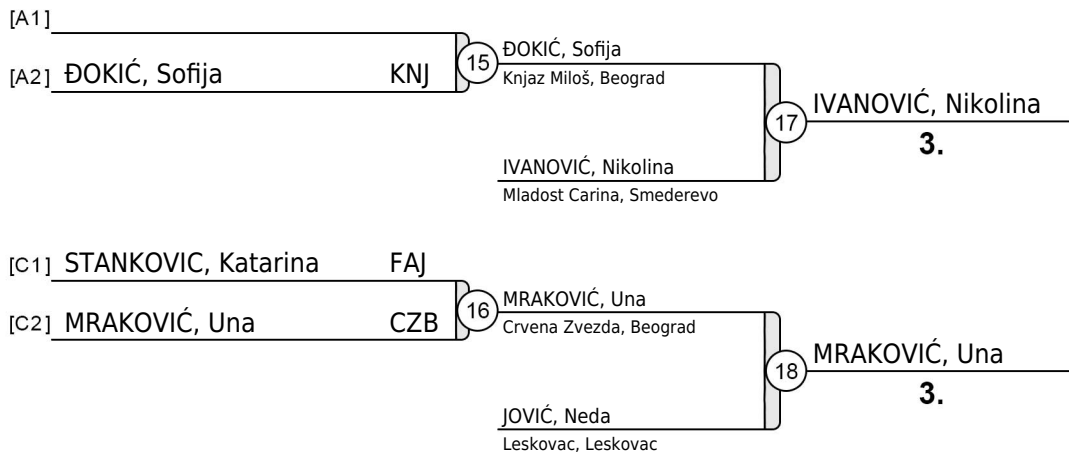 [A1]
[A2] ĐOKIĆ, Sofija KNJ
15
ĐOKIĆ, Sofija
Knjaz Miloš, Beograd
IVANOVIĆ, Nikolina
Mladost Carina, Smederevo
17
IVANOVIĆ, Nikolina
3.
[C1] STANKOVIC, Katarina FAJ
[C2] MRAKOVIĆ, Una CZB
16
MRAKOVIĆ, Una
Crvena Zvezda, Beograd
JOVIĆ, Neda
Leskovac, Leskovac
18
MRAKOVIĆ, Una
3.